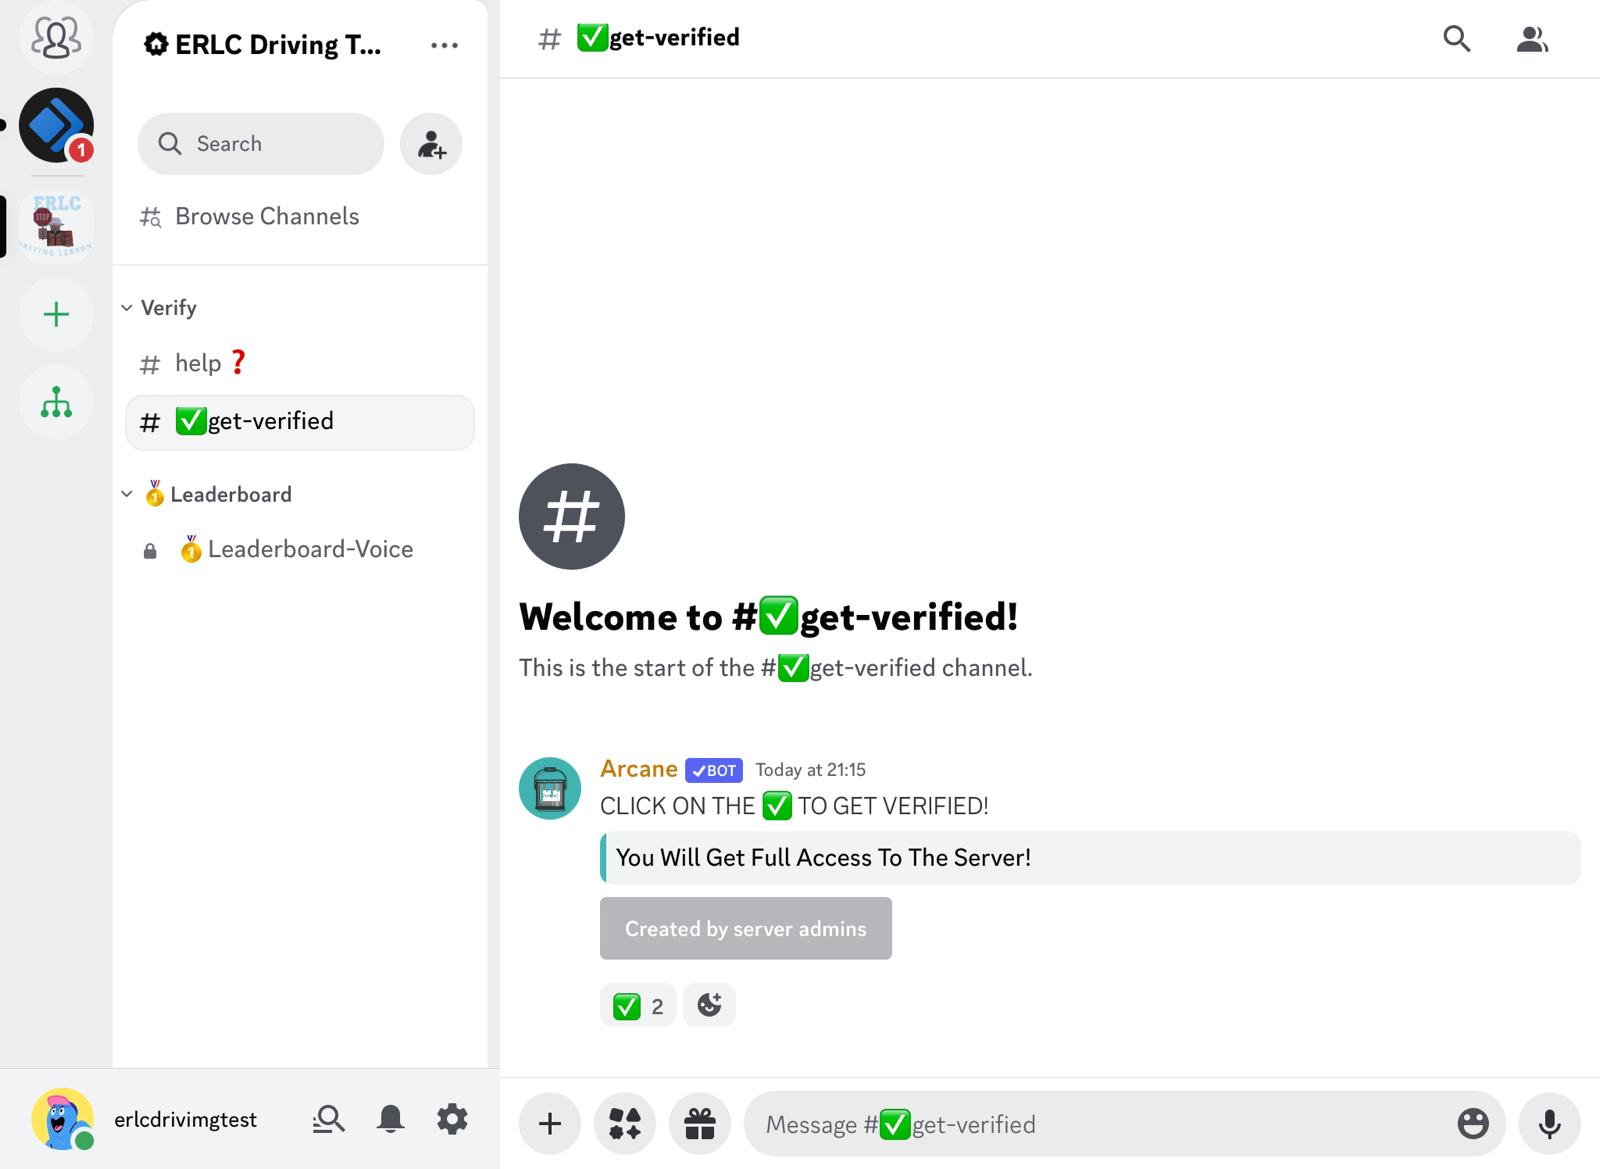 1
ERLC
STOP
DRIVING LESSON
ERLC Driving T...
Search
Browse Channels
Verify
help❓
✅get-verified
🥇Leaderboard
🥇Leaderboard-Voice
erlcdrivimgtest
# ✅get-verified
Welcome to #✅get-verified!
This is the start of the #✅get-verified channel.
Arcane ✓BOT Today at 21:15
CLICK ON THE ✅ TO GET VERIFIED!
You Will Get Full Access To The Server!
Created by server admins
✅ 2
Message #✅get-verified